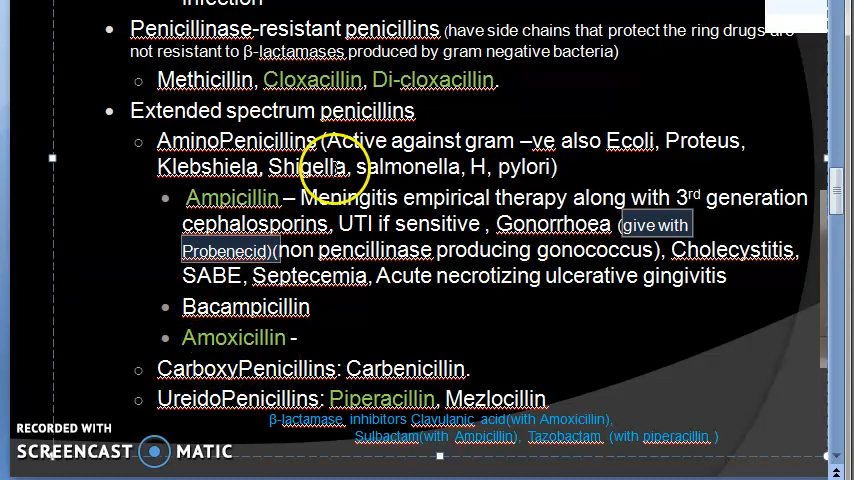 infection
Penicillinase-resistant penicillins (have side chains that protect the ring drugs are
not resistant to β-lactamases produced by gram negative bacteria)
Methicillin, Cloxacillin, Di-cloxacillin.
Extended spectrum penicillins
AminoPenicillins (Active against gram –ve also Ecoli, Proteus,
Klebshiela, Shigella, salmonella, H, pylori)
Ampicillin – Meningitis empirical therapy along with 3rd generation
cephalosporins, UTI if sensitive , Gonorrhoea (give with
Probenecid)(non pencillinase producing gonococcus), Cholecystitis,
SABE, Septecemia, Acute necrotizing ulcerative gingivitis
Bacampicillin
Amoxicillin -
CarboxyPenicillins: Carbenicillin.
UreidoPenicillins: Piperacillin, Mezlocillin
β-lactamase inhibitors Clavulanic acid(with Amoxicillin),
Sulbactam(with Ampicillin), Tazobactam (with piperacillin )
RECORDED WITH
SCREENCAST MATIC